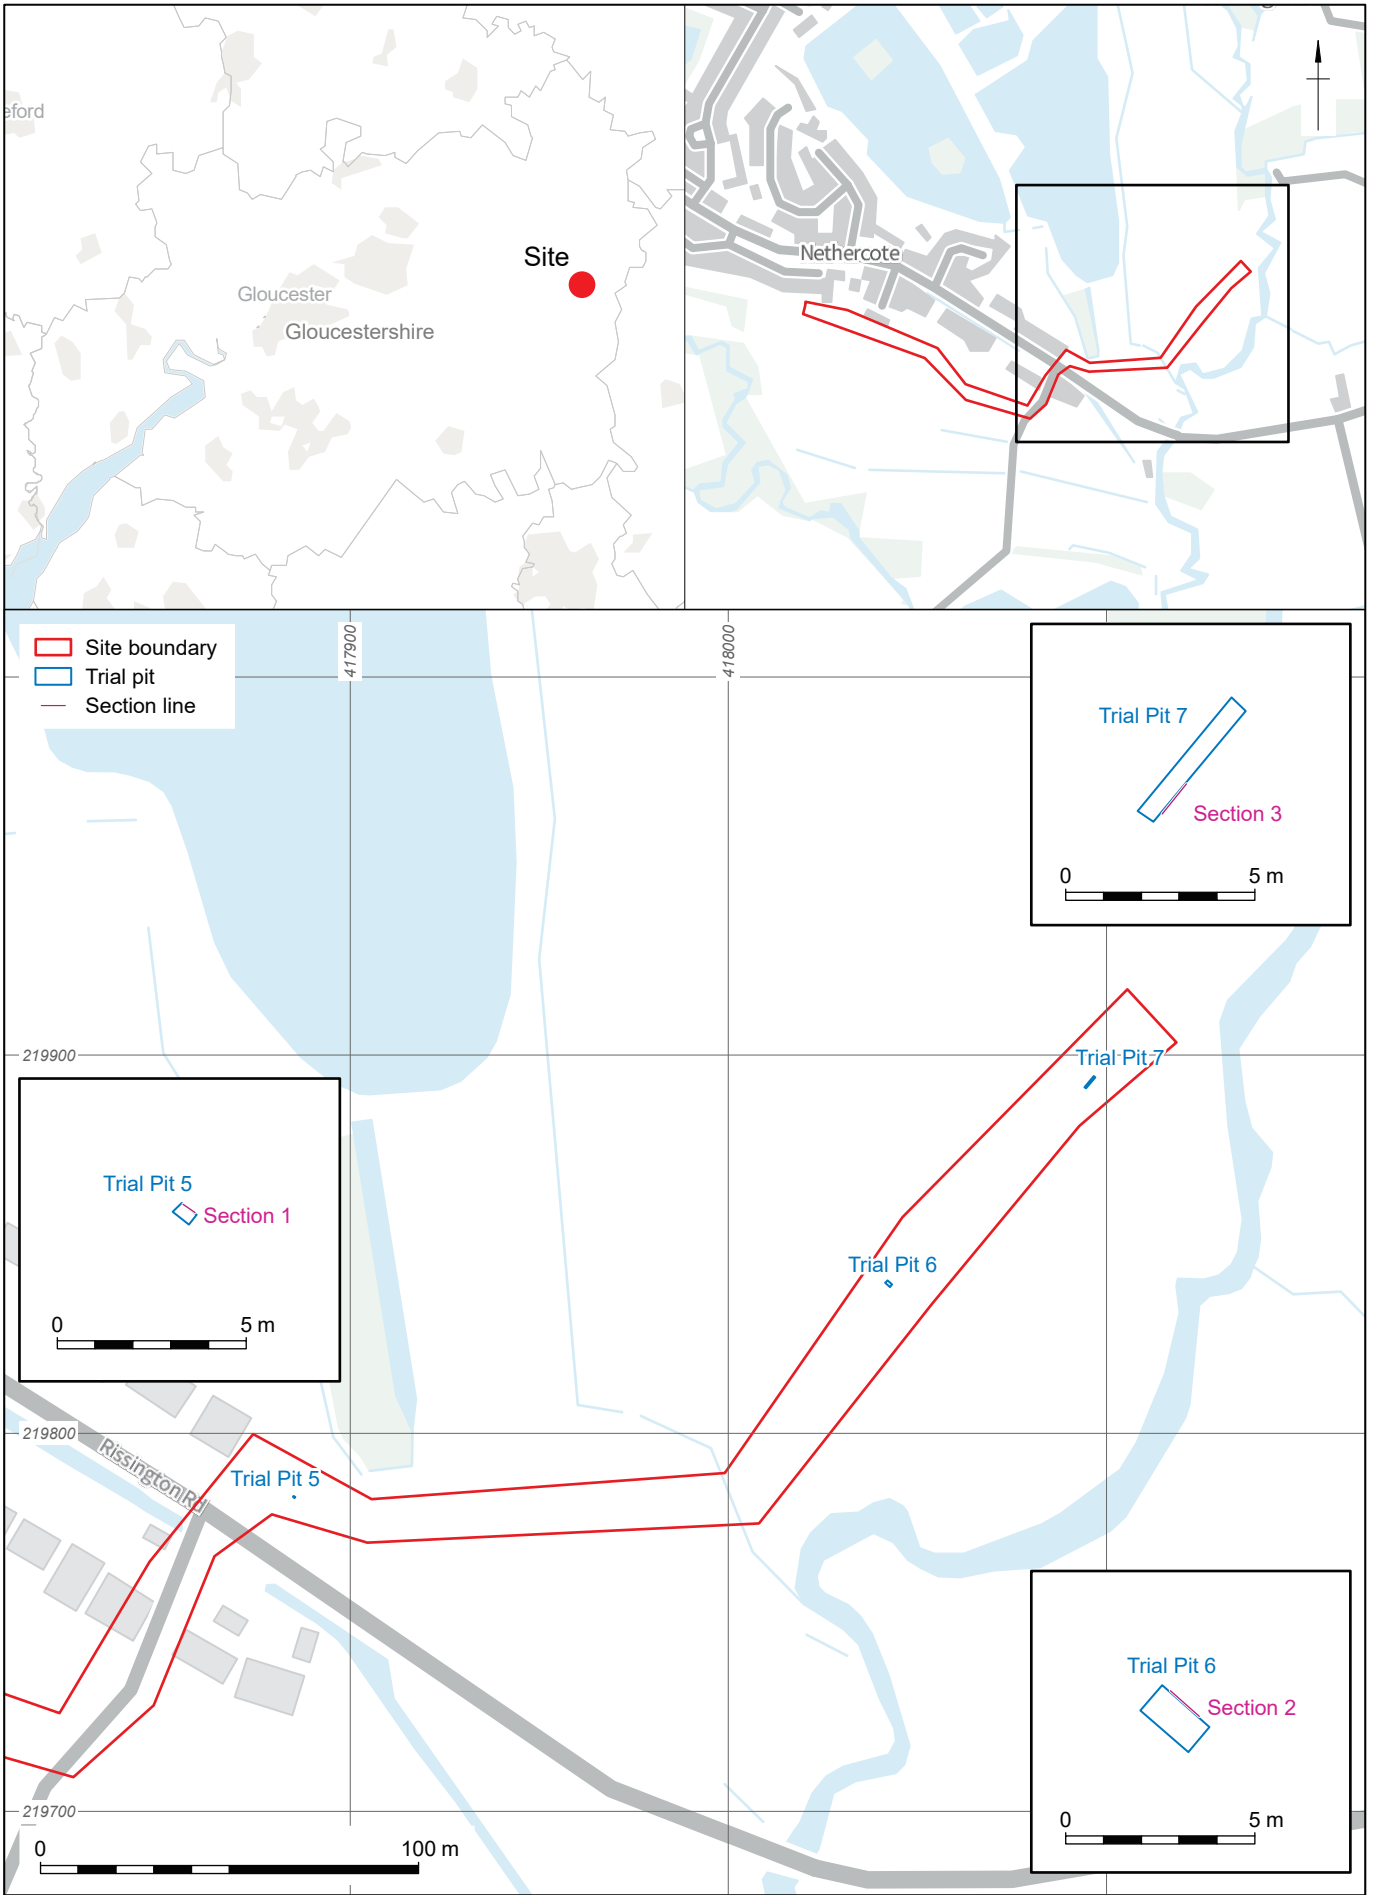 eford
Site
Gloucester
Gloucestershire
Nethercote
Site boundary
Trial pit
Section line
417900
418000
Trial Pit 7
Section 3
0 5 m
219900
Trial Pit 7
Trial Pit 5
Section 1
0 5 m
Trial Pit 6
219800
Rissington Rd
Trial Pit 5
Trial Pit 6
Section 2
0 5 m
219700
0 100 m